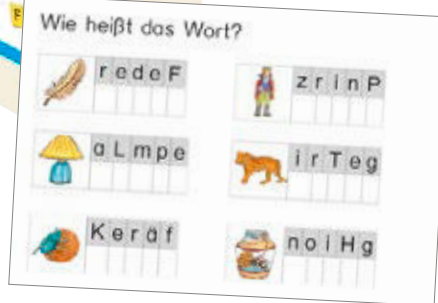 Wie heißt das Wort?
r e d e F
z r i n P
a L m p e
i r T e g
K e r ä f
n o i H g